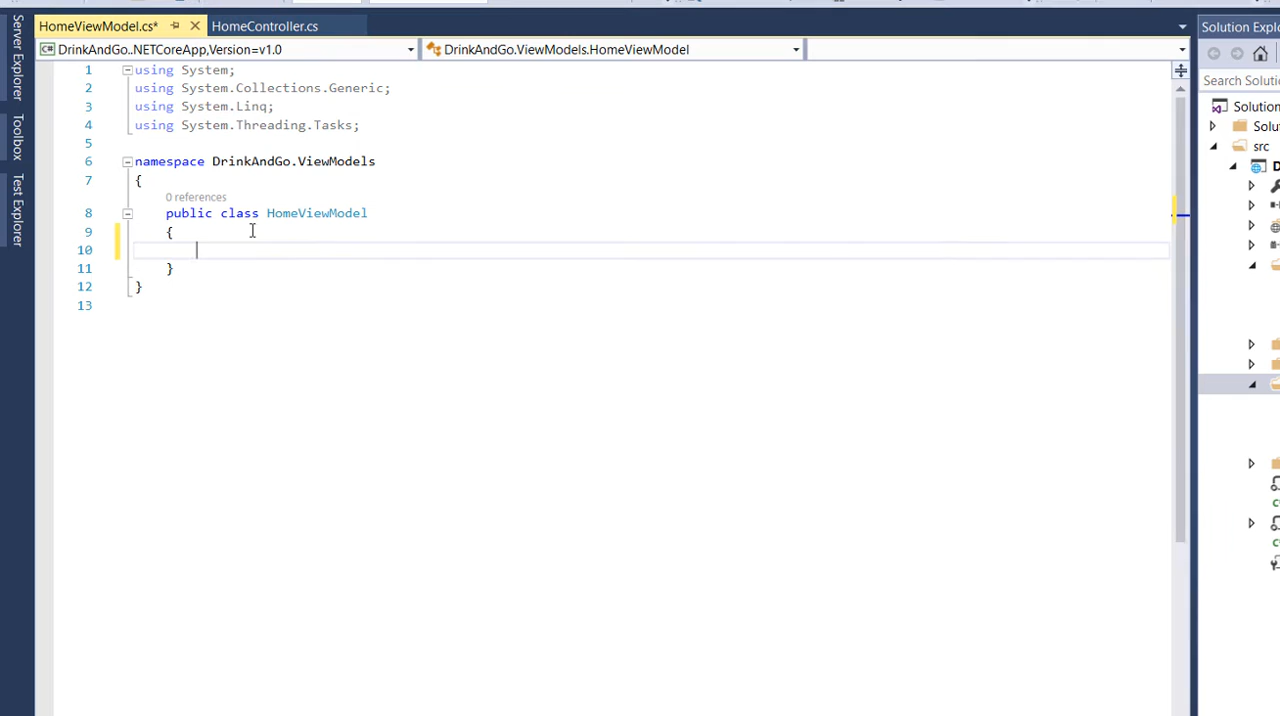 HomeViewModel.cs*
HomeController.cs
DrinkAndGo..NETCoreApp,Version=v1.0
DrinkAndGo.ViewModels.HomeViewModel
Server Explorer
Toolbox
Test Explorer
1 using System;
2 using System.Collections.Generic;
3 using System.Linq;
4 using System.Threading.Tasks;
5
6 namespace DrinkAndGo.ViewModels
7 {
0 references
8 public class HomeViewModel
9 {
10
11 }
12 }
13
Solution Explo
Search Soluti
Solution
Solu
src